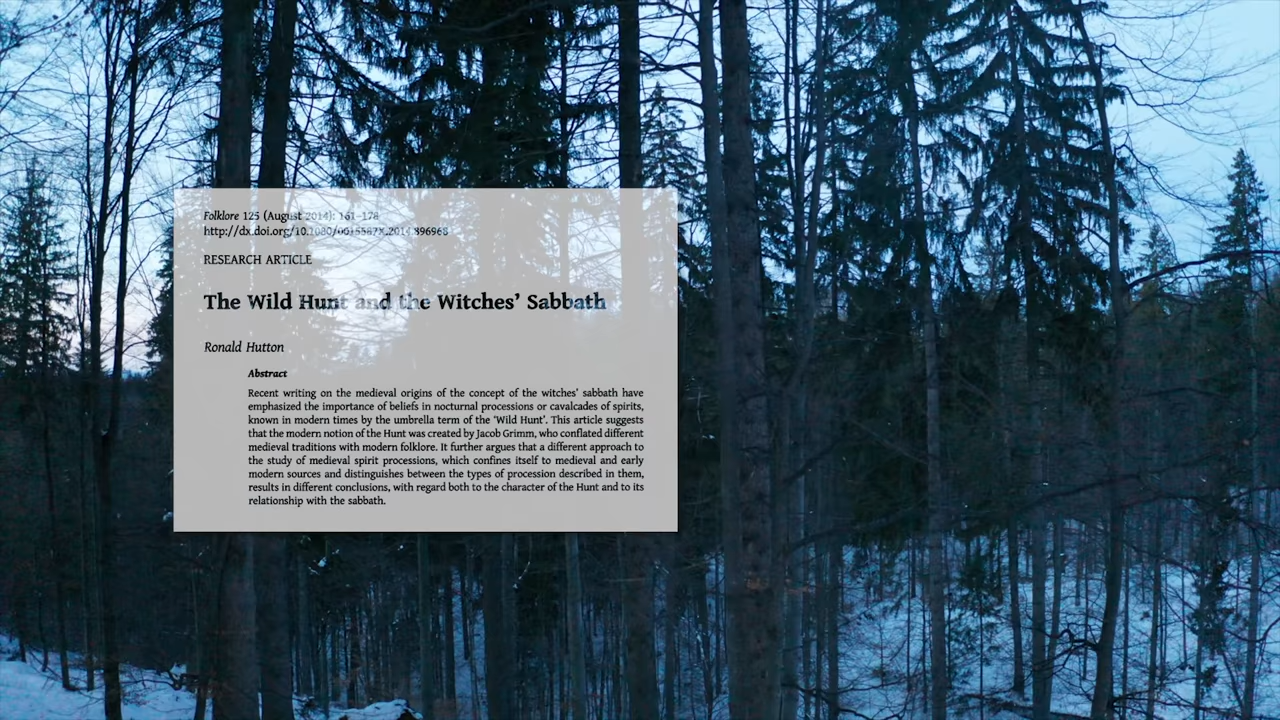 Folklore 125 (August 2014): 161–178
http://dx.doi.org/10.1080/0015587X.2014.896968
RESEARCH ARTICLE
The Wild Hunt and the Witches’ Sabbath
Ronald Hutton
Abstract
Recent writing on the medieval origins of the concept of the witches’ sabbath have
emphasized the importance of beliefs in nocturnal processions or cavalcades of spirits,
known in modern times by the umbrella term of the ‘Wild Hunt’. This article suggests
that the modern notion of the Hunt was created by Jacob Grimm, who conflated different
medieval traditions with modern folklore. It further argues that a different approach to
the study of medieval spirit processions, which confines itself to medieval and early
modern sources and distinguishes between the types of procession described in them,
results in different conclusions, with regard both to the character of the Hunt and to its
relationship with the sabbath.